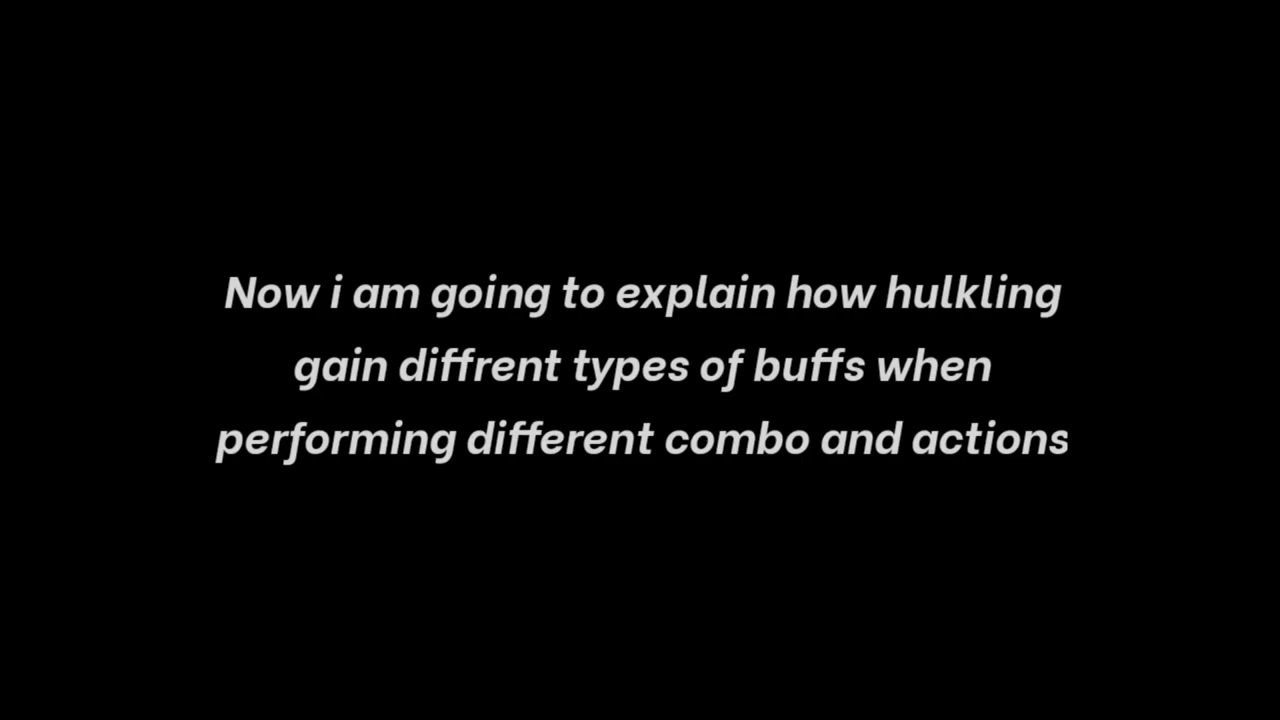 Now i am going to explain how hulkling
gain diffrent types of buffs when
performing different combo and actions